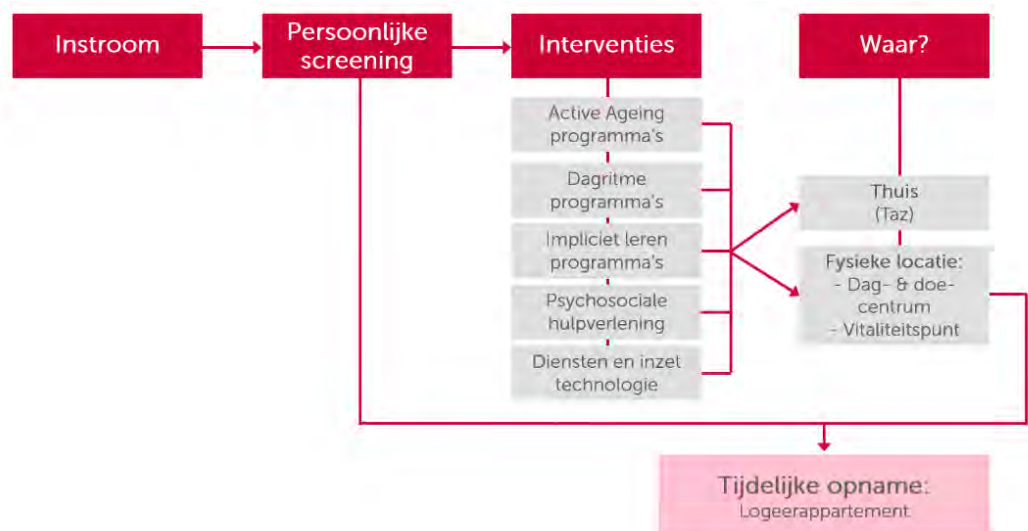 Instroom
Persoonlijke
screening
Interventies
Waar?
Active Ageing
programma's
Dagritme
programma's
Impliciet leren
programma's
Psychosociale
hulpverlening
Diensten en inzet
technologie
Thuis
(Taz)
Fysieke locatie:
- Dag- & doe-
centrum
- Vitaliteitspunt
Tijdelijke opname:
Logeerappartement